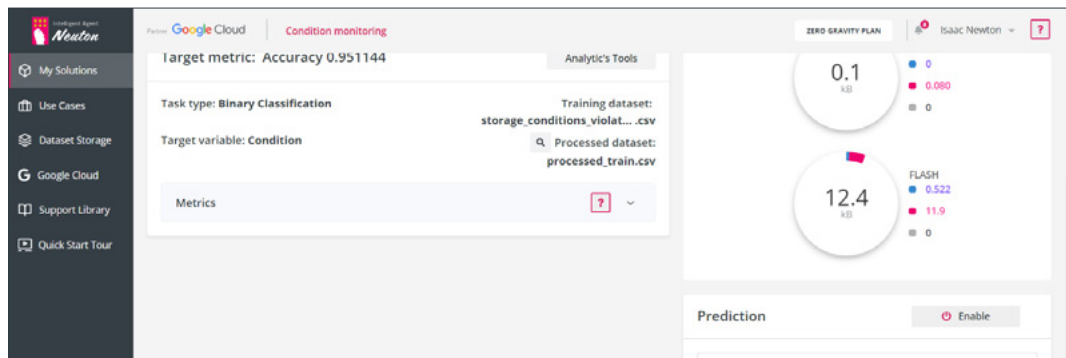 Intelligent Agent
Neuton
Partner Google Cloud
Condition monitoring
ZERO GRAVITY PLAN
0
Isaac Newton
?
My Solutions
Use Cases
Dataset Storage
Google Cloud
Support Library
Quick Start Tour
Target metric: Accuracy 0.951144
Analytic's Tools
Task type: Binary Classification
Target variable: Condition
Training dataset:
storage_conditions_violat... .csv
Processed dataset:
processed_train.csv
Metrics
?
0.1
kB
0
0.080
0
12.4
kB
FLASH
0.522
11.9
0
Prediction
Enable